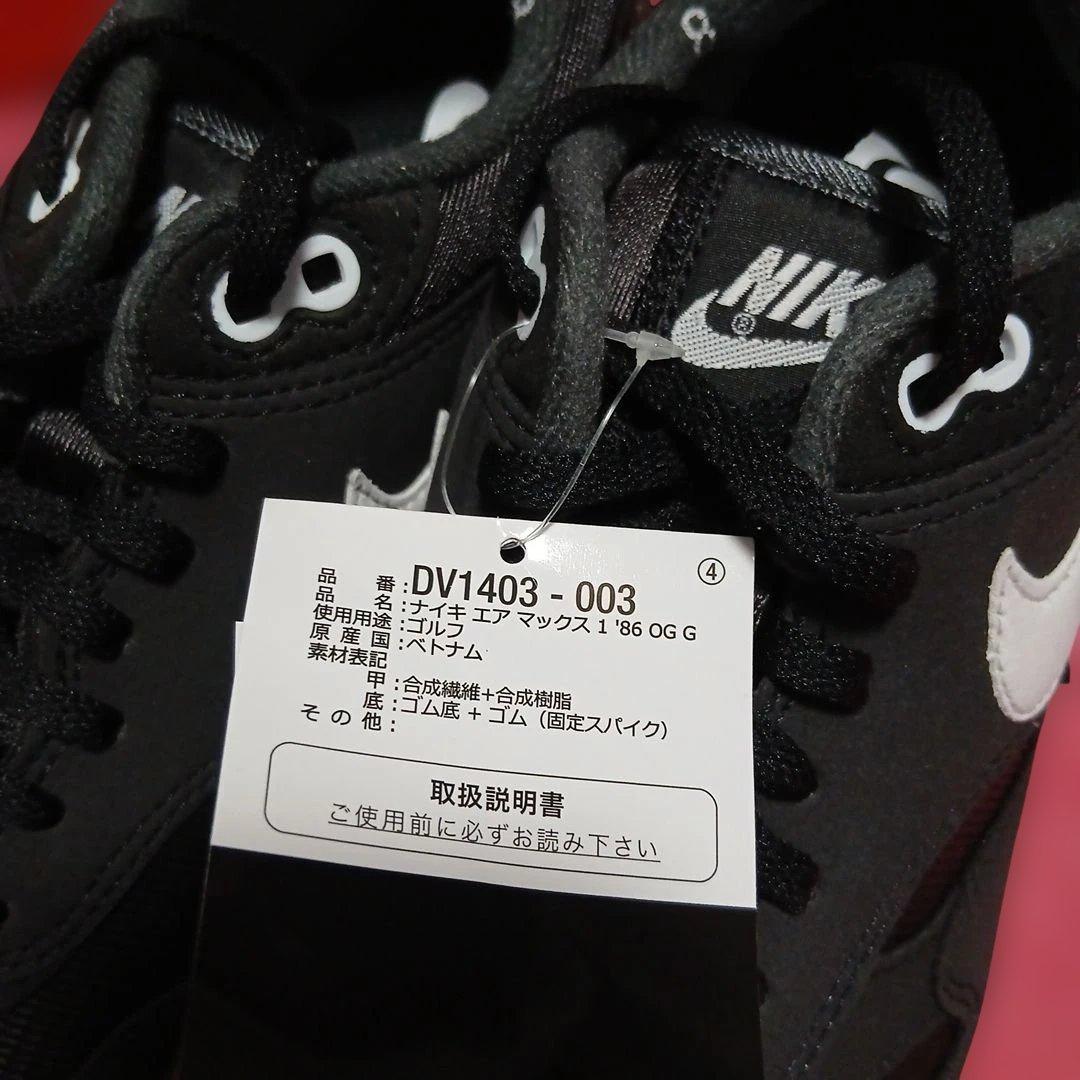 NIK
®
④
品番：DV1403 - 003
品名：ナイキ エア マックス 1 '86 OG G
使用用途：ゴルフ
原産国：ベトナム
素材表記
甲：合成繊維+合成樹脂
底：ゴム底 + ゴム（固定スパイク）
その他：
取扱説明書
ご使用前に必ずお読み下さい